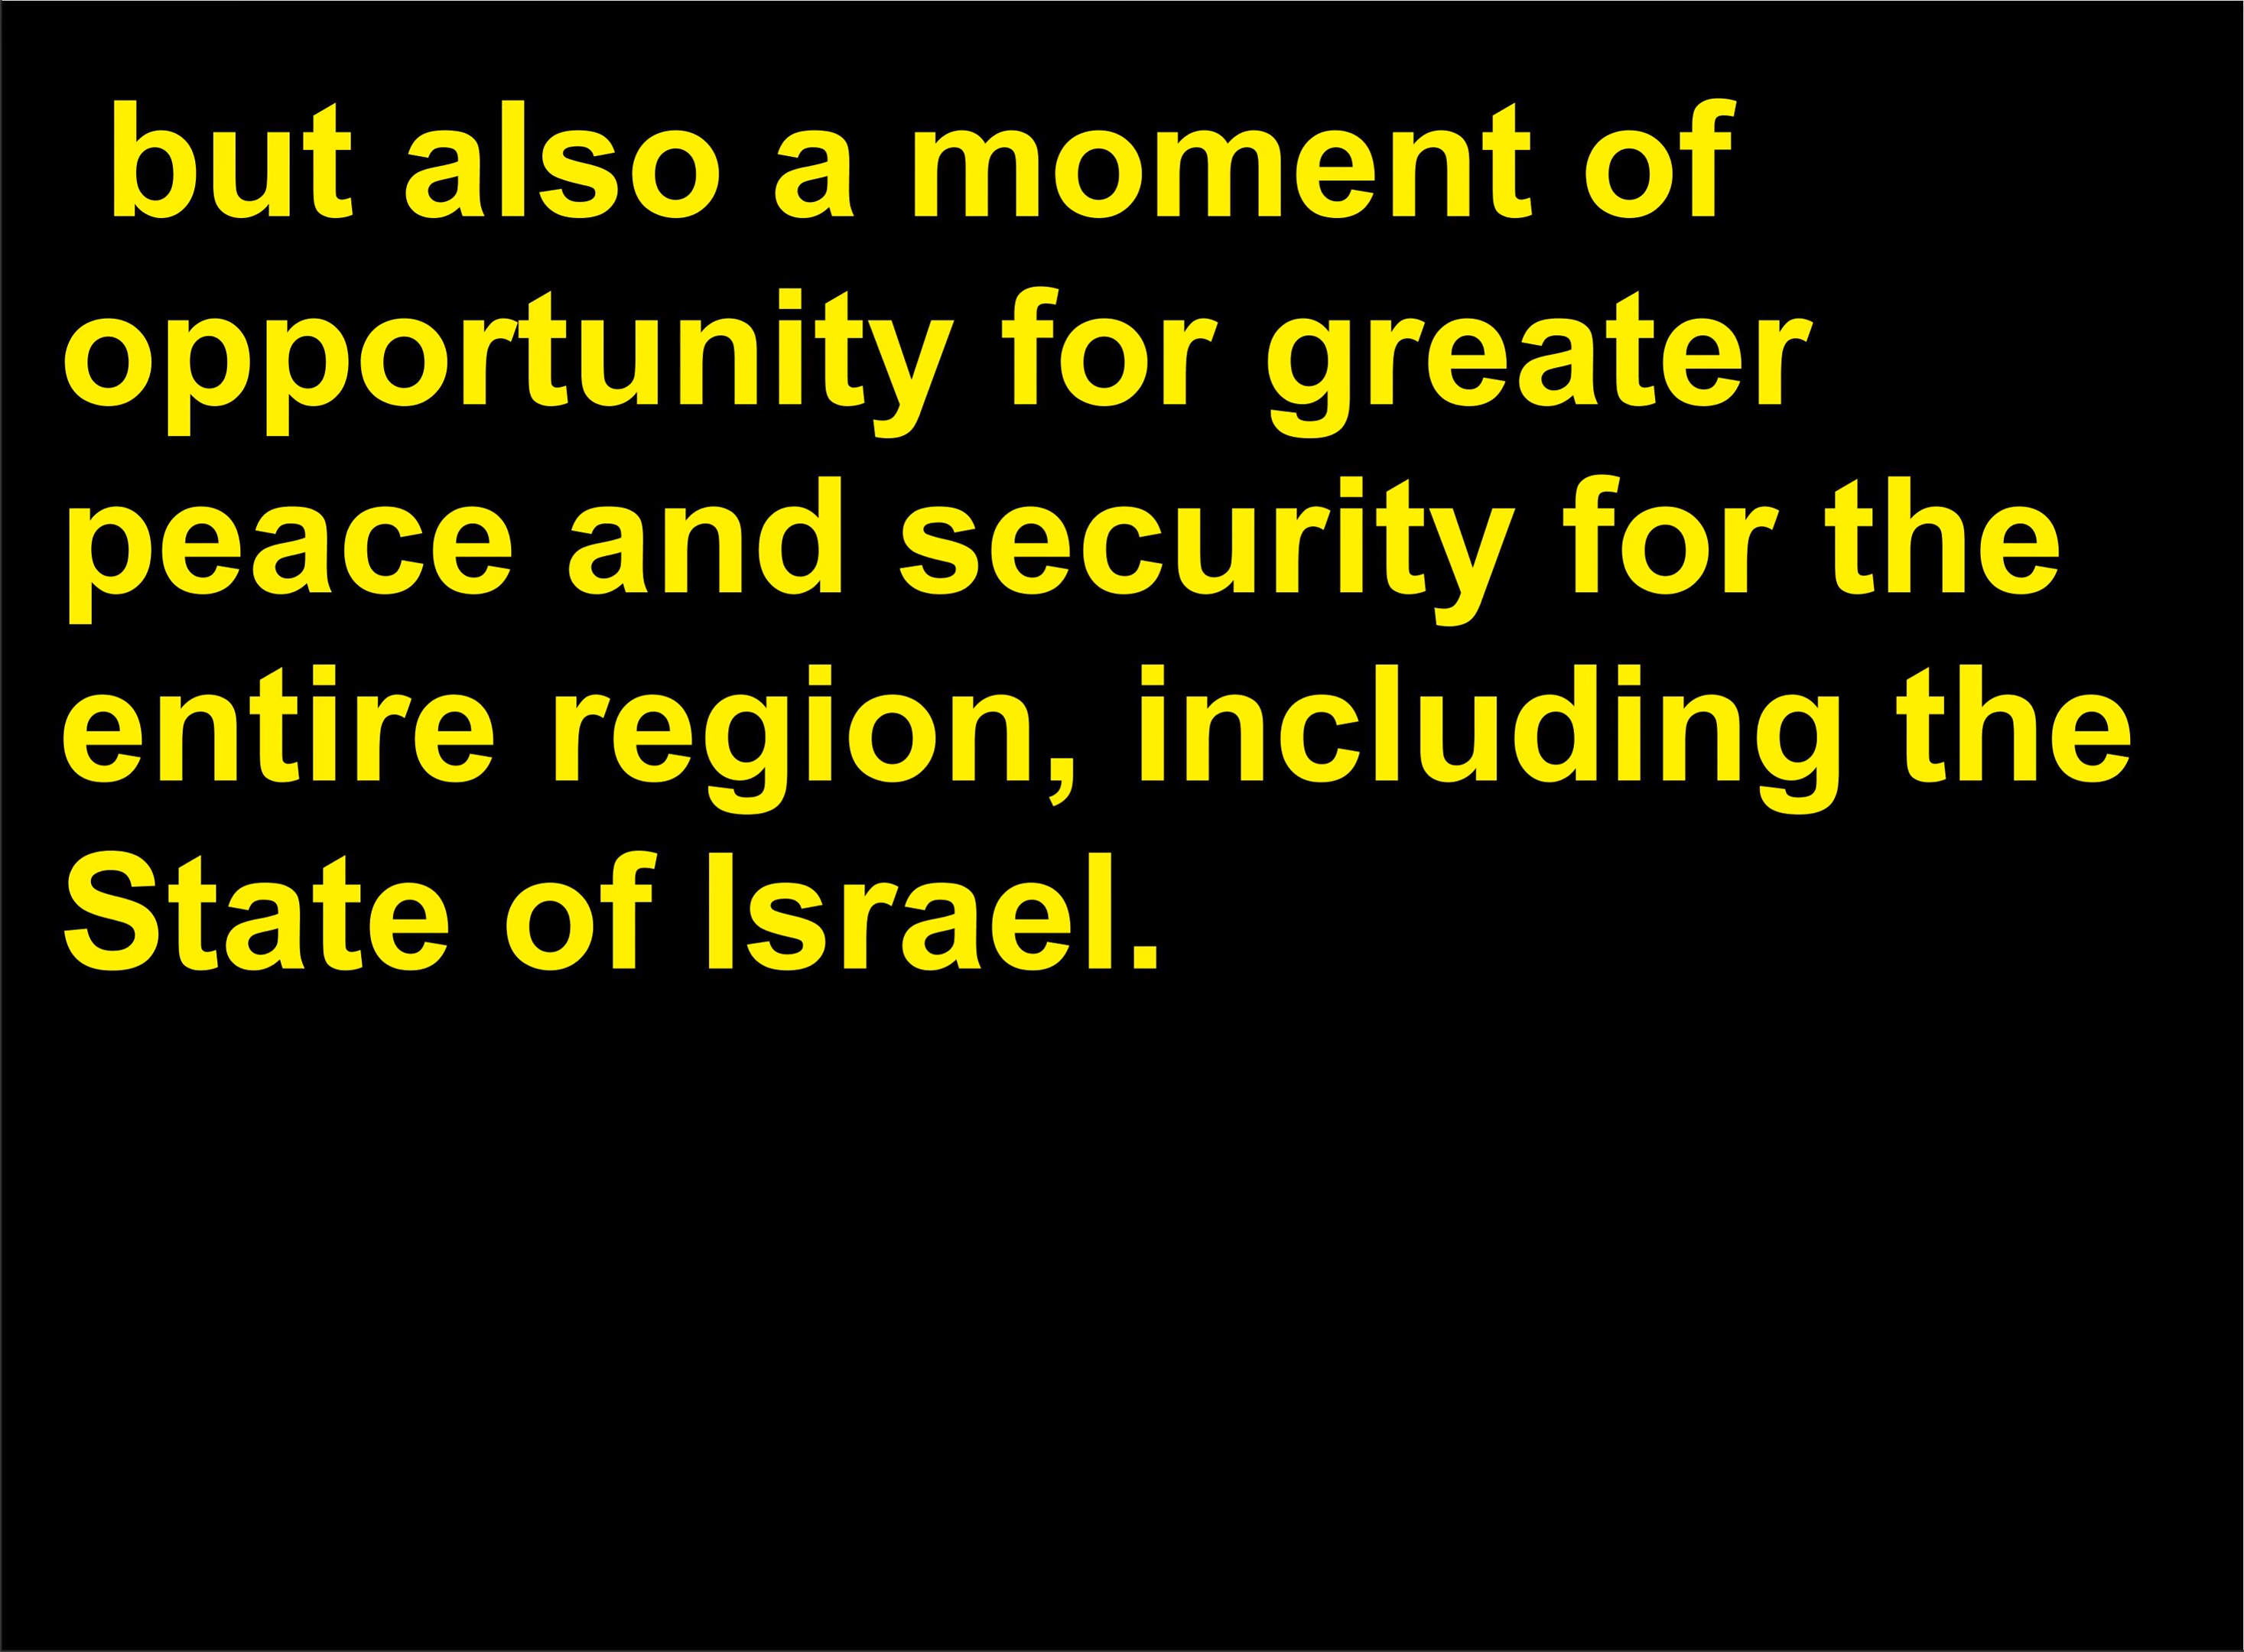 but also a moment of
opportunity for greater
peace and security for the
entire region, including the
State of Israel.